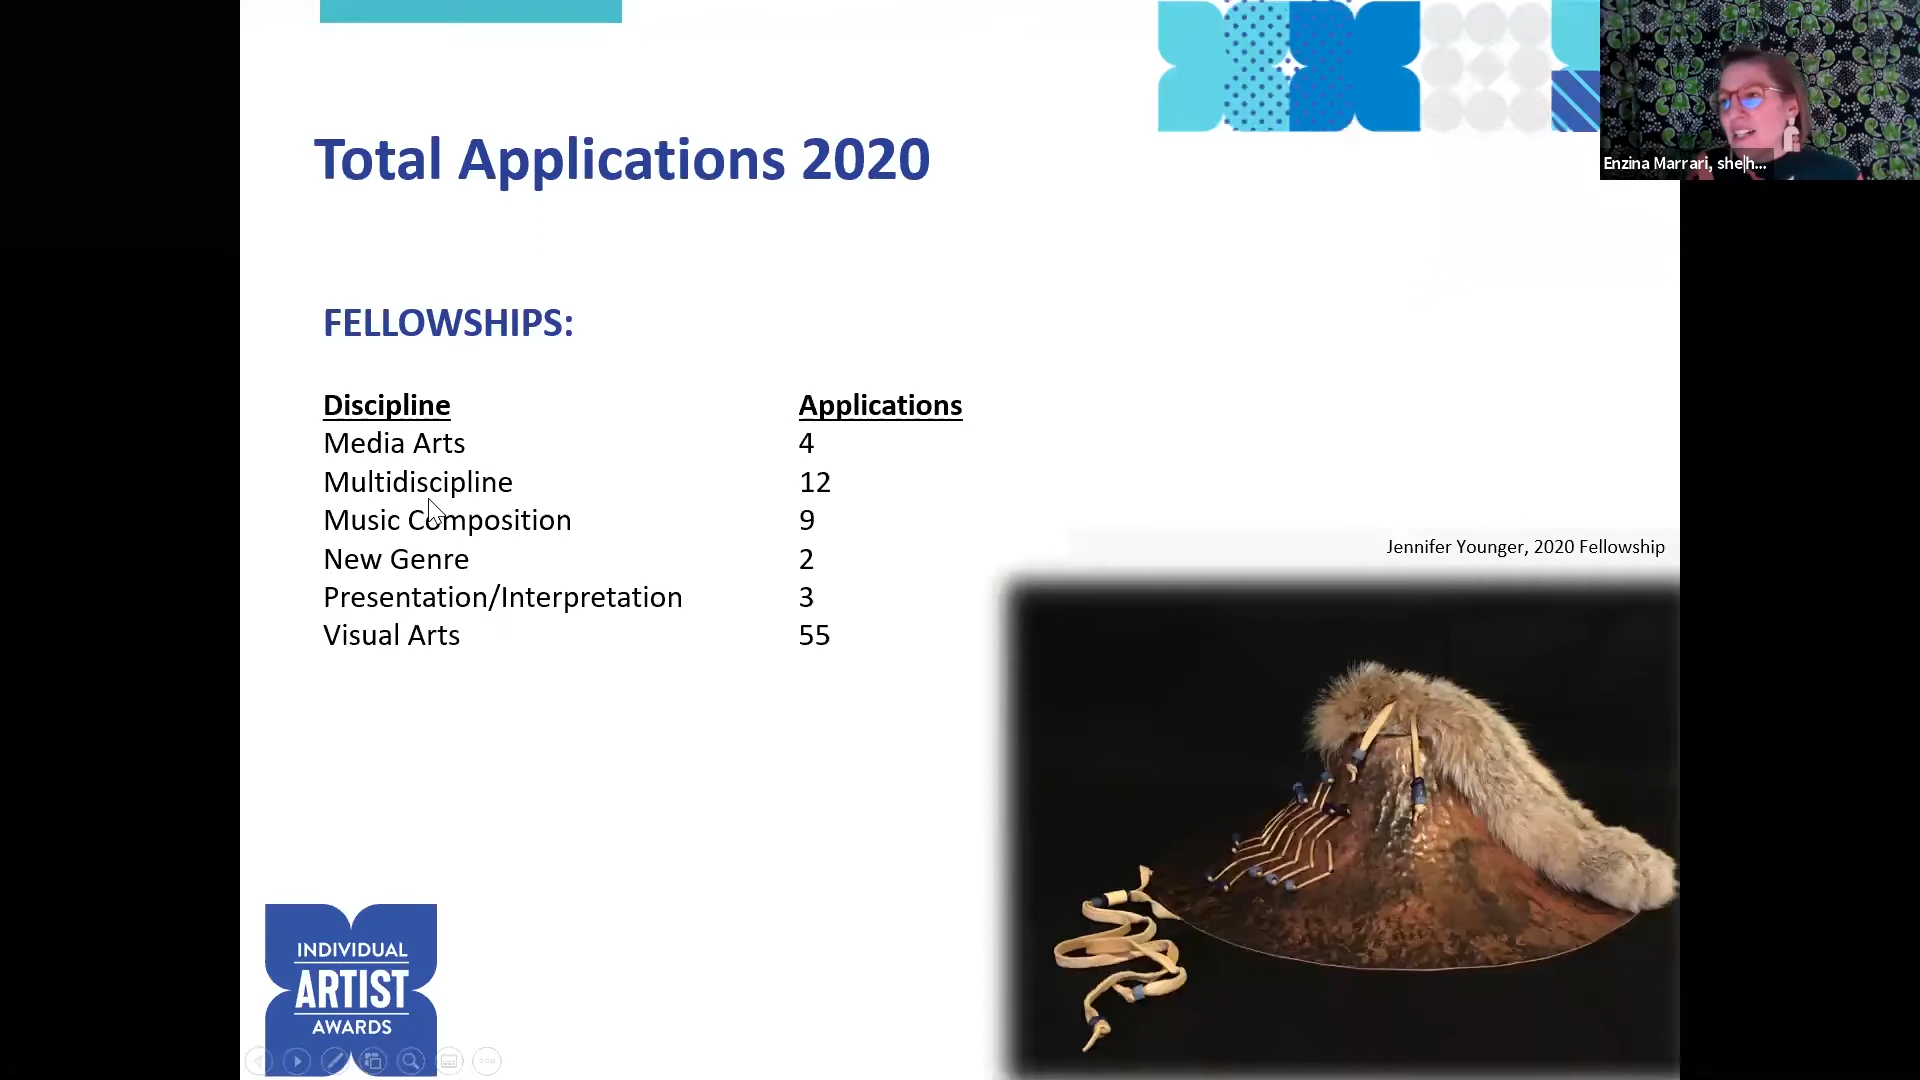 Total Applications 2020
Enzina Marrari, she|h...
FELLOWSHIPS:
Discipline Applications
Media Arts 4
Multidiscipline 12
Music Composition 9
New Genre 2
Presentation/Interpretation 3
Visual Arts 55
Jennifer Younger, 2020 Fellowship
INDIVIDUAL
ARTIST
AWARDS